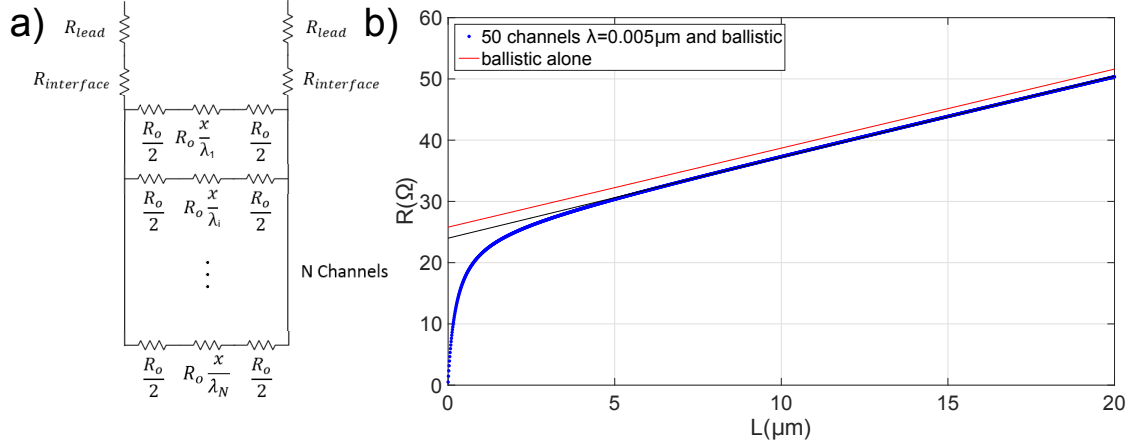 a)
R_lead R_lead
R_interface R_interface
R_o/2 R_o x/λ_1 R_o/2
R_o/2 R_o x/λ_i R_o/2
⋮ N Channels
R_o/2 R_o x/λ_N R_o/2
b)
50 channels λ=0.005μm and ballistic
ballistic alone
R(Ω)
60
50
40
30
20
10
0
0 5 10 15 20
L(μm)